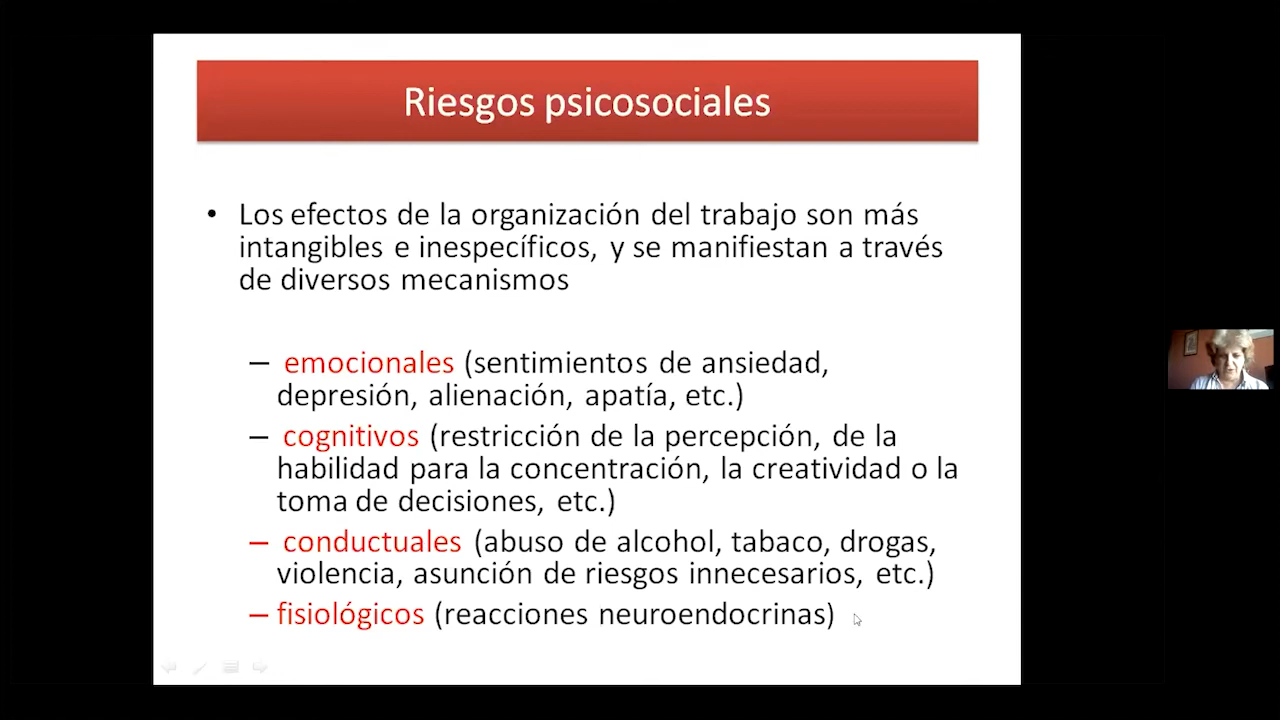 Riesgos psicosociales
• Los efectos de la organización del trabajo son más
intangibles e inespecíficos, y se manifiestan a través
de diversos mecanismos
– emocionales (sentimientos de ansiedad,
depresión, alienación, apatía, etc.)
– cognitivos (restricción de la percepción, de la
habilidad para la concentración, la creatividad o la
toma de decisiones, etc.)
– conductuales (abuso de alcohol, tabaco, drogas,
violencia, asunción de riesgos innecesarios, etc.)
– fisiológicos (reacciones neuroendocrinas)